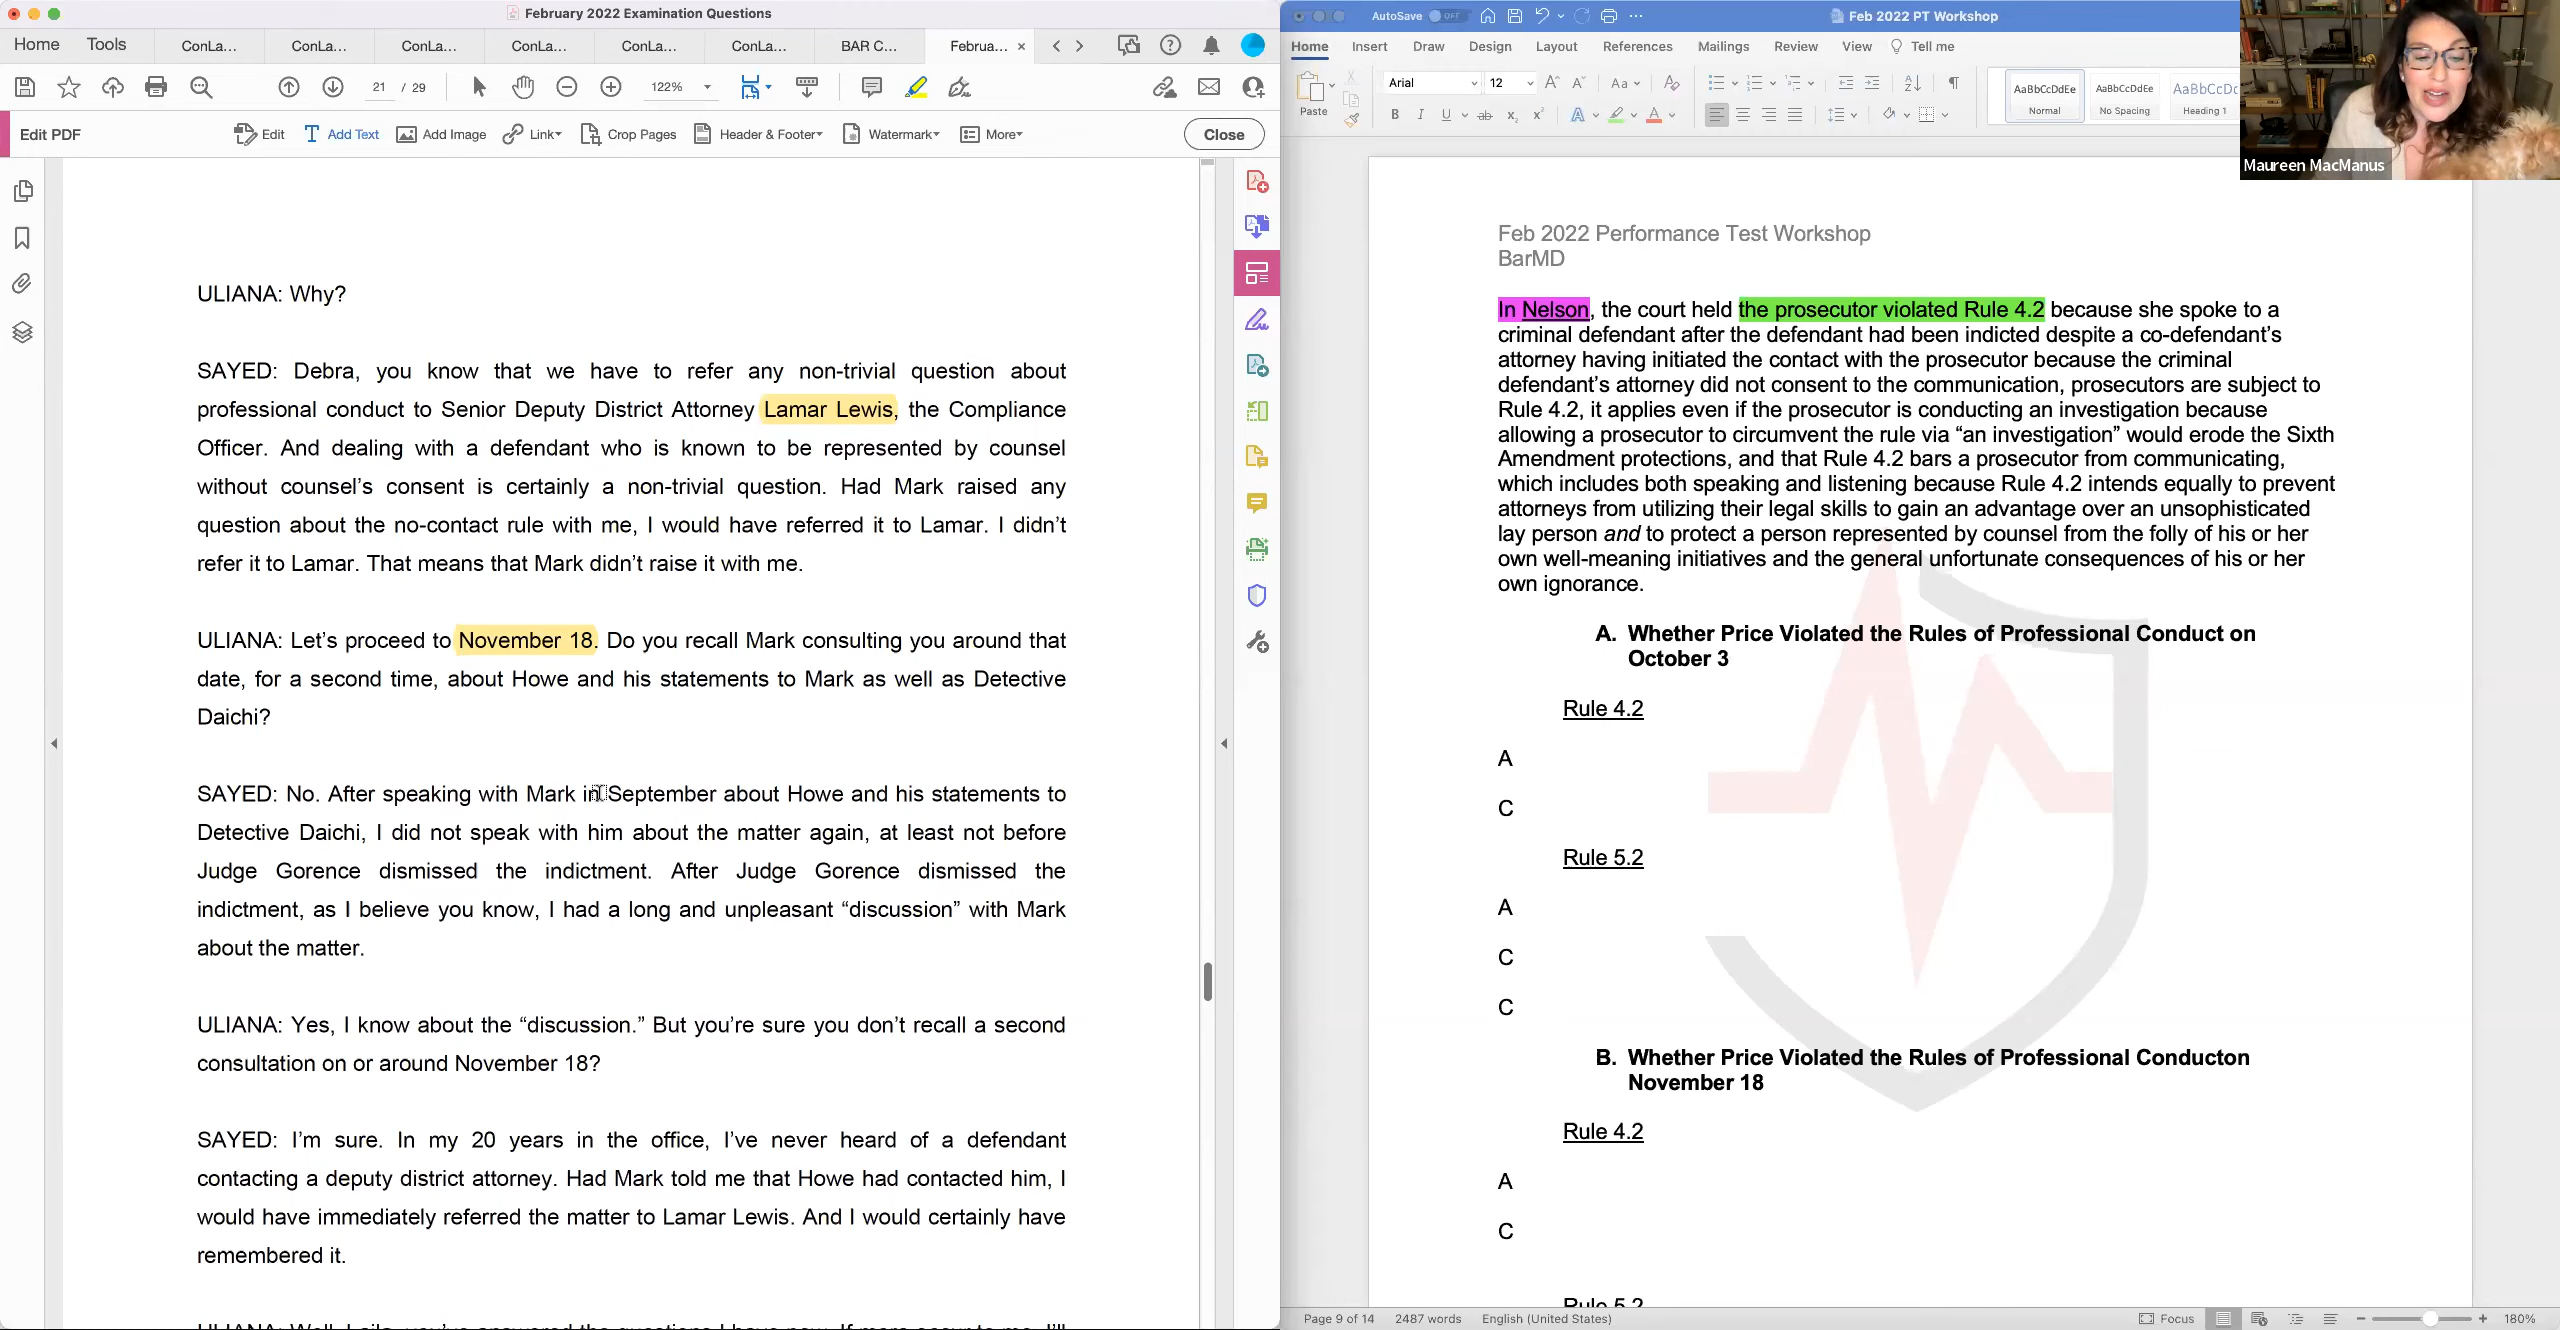 February 2022 Examination Questions
Home Tools ConLa... ConLa... ConLa... ConLa... ConLa... ConLa... BAR C... Februa... ×
21 / 29 122%
Edit PDF Edit Add Text Add Image Link Crop Pages Header & Footer Watermark More Close
ULIANA: Why?
SAYED: Debra, you know that we have to refer any non-trivial question about
professional conduct to Senior Deputy District Attorney Lamar Lewis, the Compliance
Officer. And dealing with a defendant who is known to be represented by counsel
without counsel's consent is certainly a non-trivial question. Had Mark raised any
question about the no-contact rule with me, I would have referred it to Lamar. I didn't
refer it to Lamar. That means that Mark didn't raise it with me.
ULIANA: Let's proceed to November 18. Do you recall Mark consulting you around that
date, for a second time, about Howe and his statements to Mark as well as Detective
Daichi?
SAYED: No. After speaking with Mark in September about Howe and his statements to
Detective Daichi, I did not speak with him about the matter again, at least not before
Judge Gorence dismissed the indictment. After Judge Gorence dismissed the
indictment, as I believe you know, I had a long and unpleasant “discussion” with Mark
about the matter.
ULIANA: Yes, I know about the “discussion.” But you're sure you don't recall a second
consultation on or around November 18?
SAYED: I'm sure. In my 20 years in the office, I've never heard of a defendant
contacting a deputy district attorney. Had Mark told me that Howe had contacted him, I
would have immediately referred the matter to Lamar Lewis. And I would certainly have
remembered it.
AutoSave OFF Feb 2022 PT Workshop
Home Insert Draw Design Layout References Mailings Review View Tell me
Paste Arial 12 Aa
B I U ab x₂ x² A A
AaBbCcDdEe AaBbCcDdEe AaBbCcDc
Normal No Spacing Heading 1
Maureen MacManus
Feb 2022 Performance Test Workshop
BarMD
In Nelson, the court held the prosecutor violated Rule 4.2 because she spoke to a
criminal defendant after the defendant had been indicted despite a co-defendant's
attorney having initiated the contact with the prosecutor because the criminal
defendant's attorney did not consent to the communication, prosecutors are subject to
Rule 4.2, it applies even if the prosecutor is conducting an investigation because
allowing a prosecutor to circumvent the rule via “an investigation” would erode the Sixth
Amendment protections, and that Rule 4.2 bars a prosecutor from communicating,
which includes both speaking and listening because Rule 4.2 intends equally to prevent
attorneys from utilizing their legal skills to gain an advantage over an unsophisticated
lay person and to protect a person represented by counsel from the folly of his or her
own well-meaning initiatives and the general unfortunate consequences of his or her
own ignorance.
A. Whether Price Violated the Rules of Professional Conduct on
October 3
Rule 4.2
A
C
Rule 5.2
A
C
C
B. Whether Price Violated the Rules of Professional Conducton
November 18
Rule 4.2
A
C
Rule 5.2
Page 9 of 14 2487 words English (United States) Focus 180%